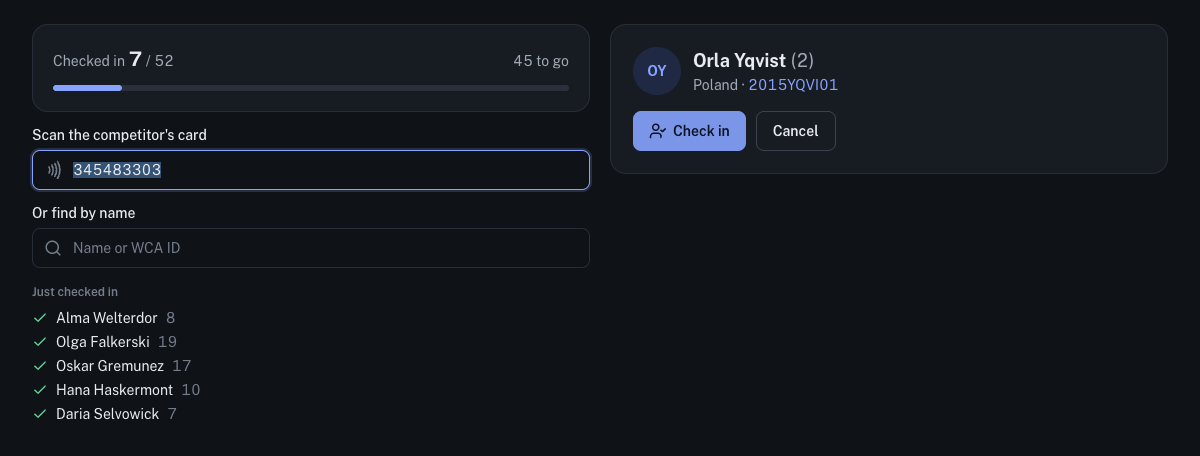 Checked in 7 / 52
45 to go
Scan the competitor's card
345483303
Or find by name
Name or WCA ID
Just checked in
Alma Welterdor 8
Olga Falkerski 19
Oskar Gremunez 17
Hana Haskermont 10
Daria Selvowick 7
OY
Orla Yqvist (2)
Poland · 2015YQVI01
Check in
Cancel